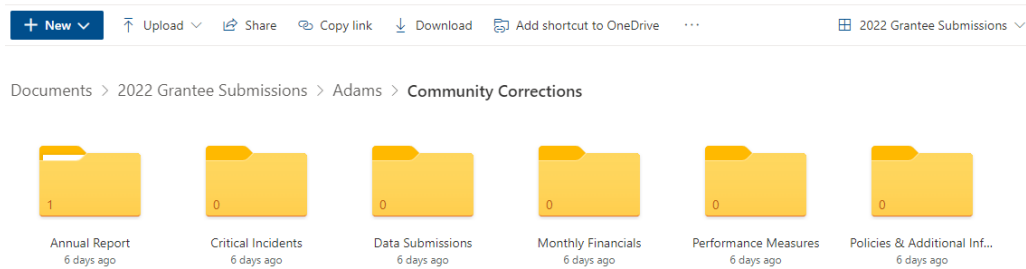 New Upload Share Copy link Download Add shortcut to OneDrive ··· 2022 Grantee Submissions
Documents > 2022 Grantee Submissions > Adams > Community Corrections
1 0 0 0 0 0
Annual Report Critical Incidents Data Submissions Monthly Financials Performance Measures Policies & Additional Inf...
6 days ago 6 days ago 6 days ago 6 days ago 6 days ago 6 days ago